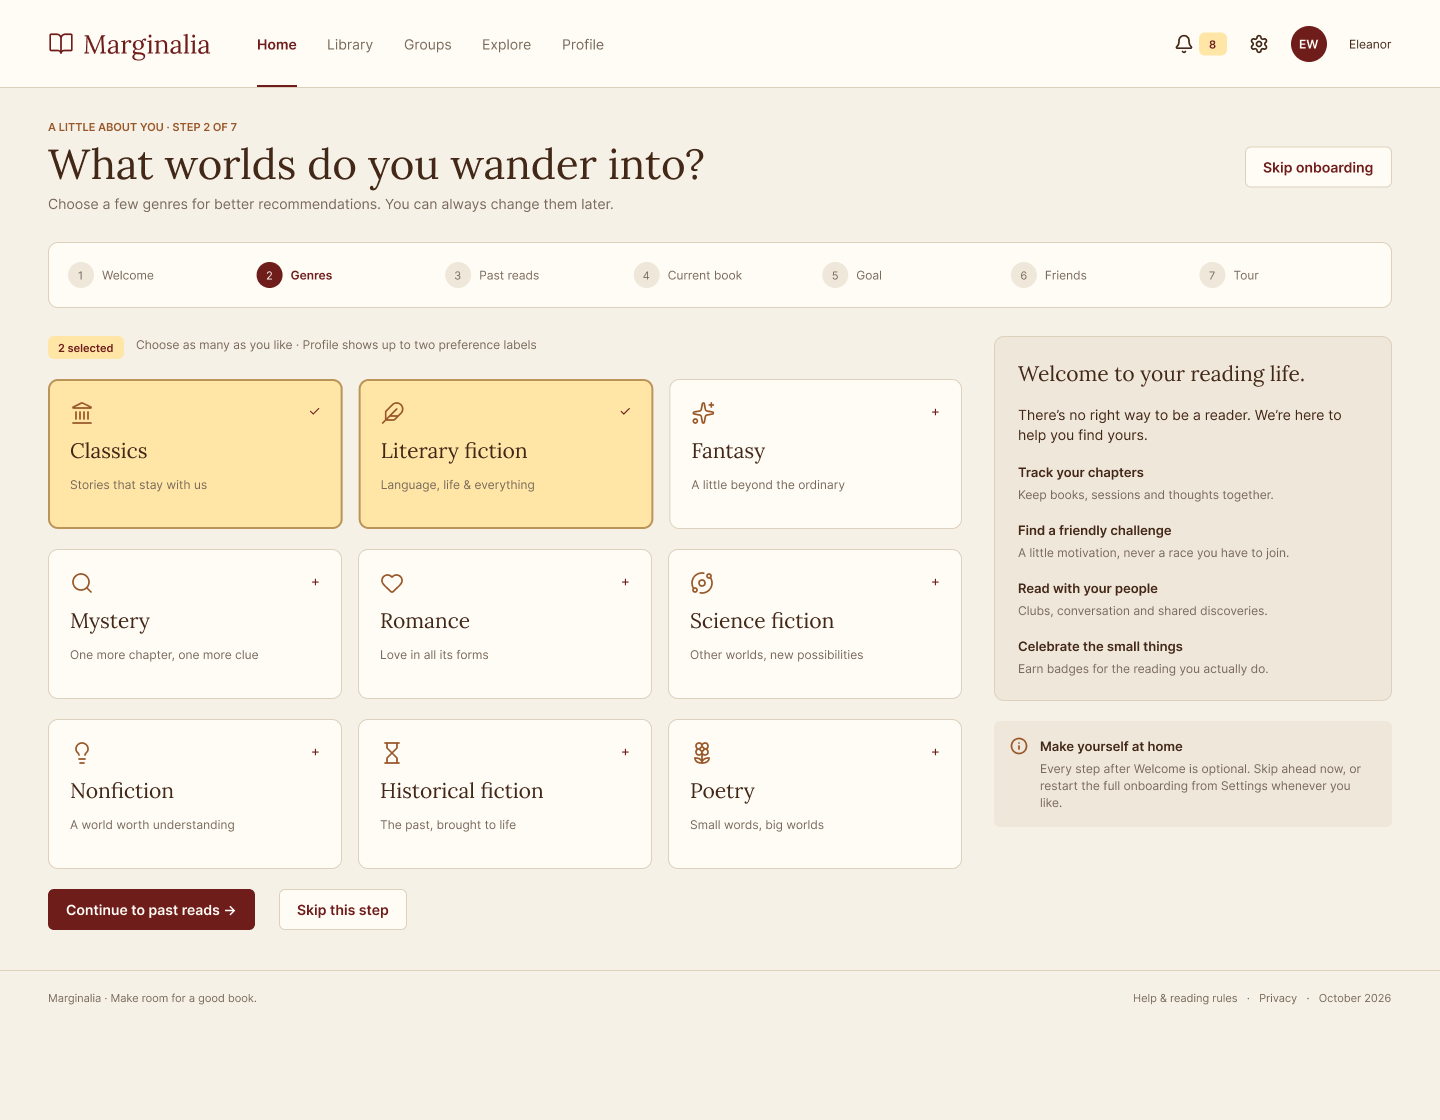 Marginalia
Home
Library
Groups
Explore
Profile
8
EW
Eleanor
A LITTLE ABOUT YOU · STEP 2 OF 7
What worlds do you wander into?
Choose a few genres for better recommendations. You can always change them later.
Skip onboarding
1 Welcome
2 Genres
3 Past reads
4 Current book
5 Goal
6 Friends
7 Tour
2 selected
Choose as many as you like · Profile shows up to two preference labels
Classics
Stories that stay with us
Literary fiction
Language, life & everything
Fantasy
A little beyond the ordinary
Mystery
One more chapter, one more clue
Romance
Love in all its forms
Science fiction
Other worlds, new possibilities
Nonfiction
A world worth understanding
Historical fiction
The past, brought to life
Poetry
Small words, big worlds
Continue to past reads →
Skip this step
Welcome to your reading life.
There’s no right way to be a reader. We’re here to
help you find yours.
Track your chapters
Keep books, sessions and thoughts together.
Find a friendly challenge
A little motivation, never a race you have to join.
Read with your people
Clubs, conversation and shared discoveries.
Celebrate the small things
Earn badges for the reading you actually do.
Make yourself at home
Every step after Welcome is optional. Skip ahead now, or
restart the full onboarding from Settings whenever you
like.
Marginalia · Make room for a good book.
Help & reading rules · Privacy · October 2026